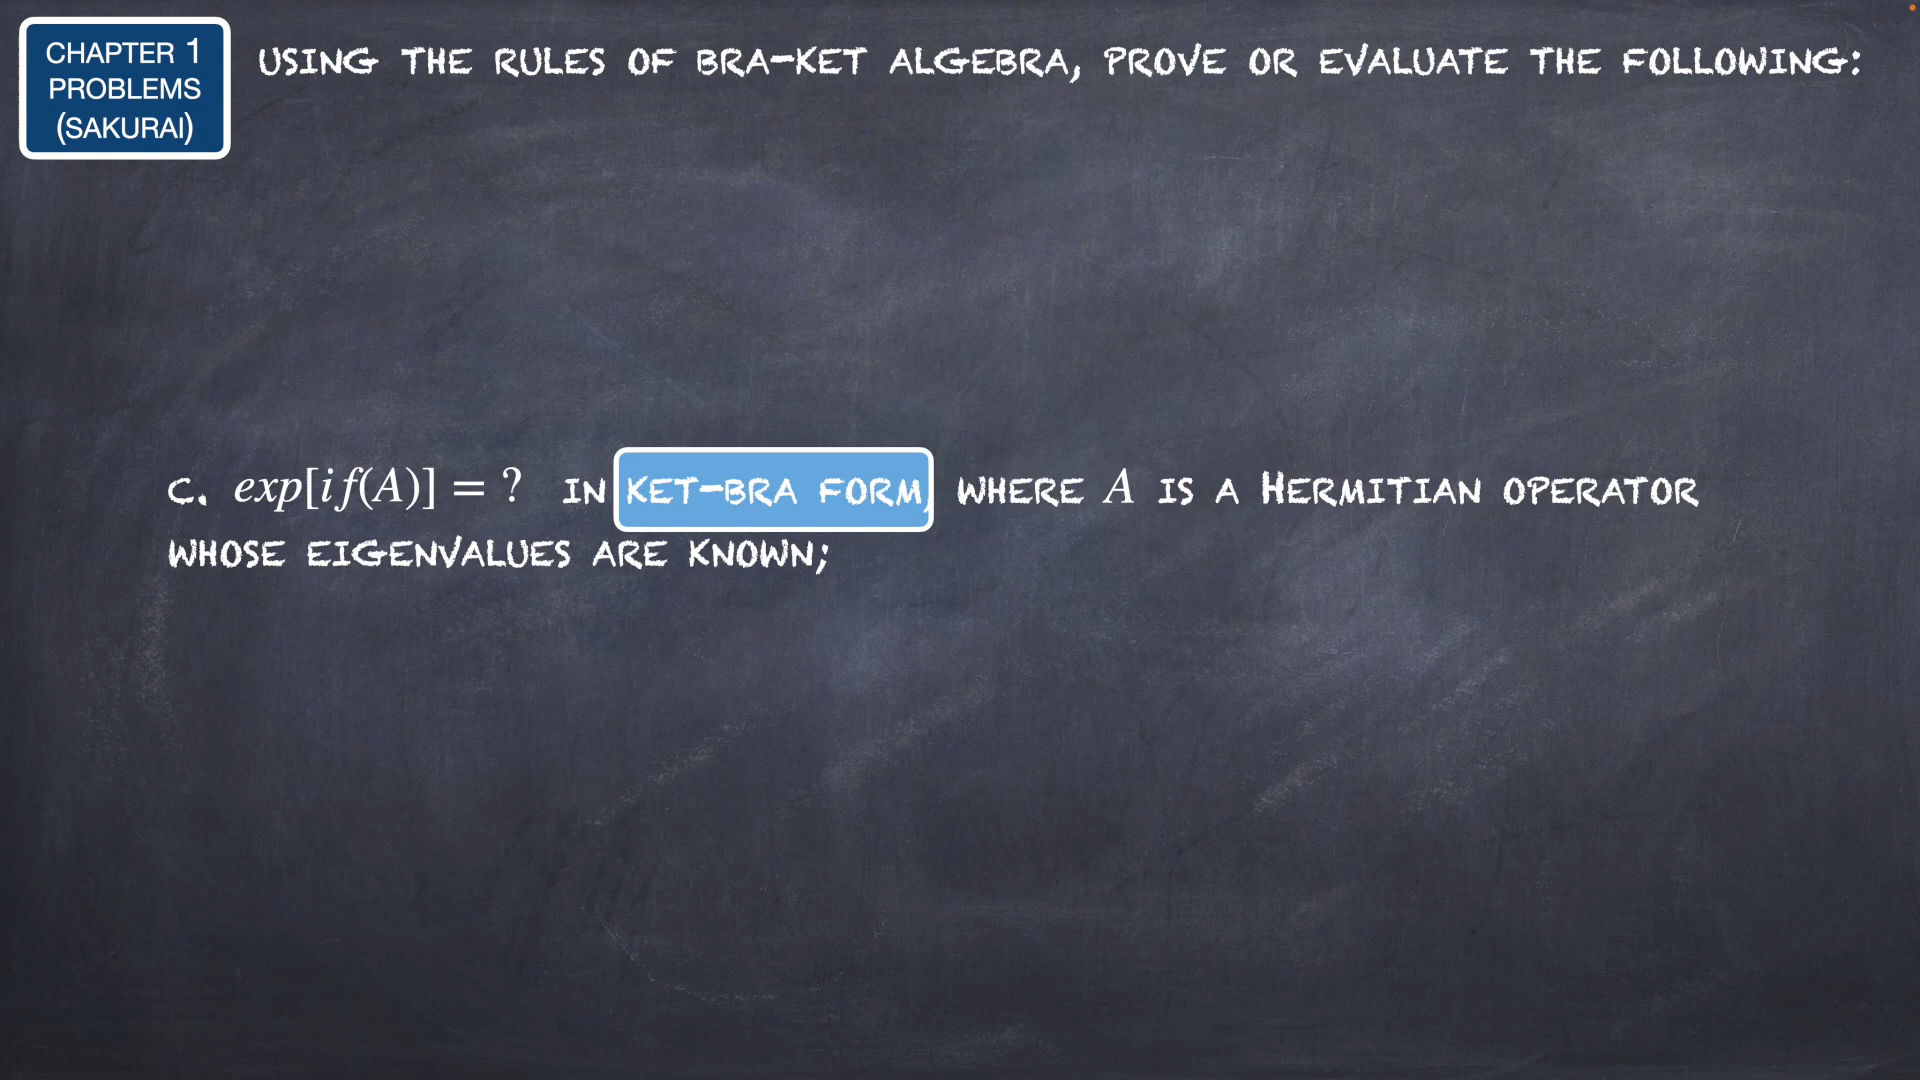 CHAPTER 1
PROBLEMS
(SAKURAI)
USING THE RULES OF BRA-KET ALGEBRA, PROVE OR EVALUATE THE FOLLOWING:
C. exp[if(A)] = ? IN KET-BRA FORM, WHERE A IS A HERMITIAN OPERATOR
WHOSE EIGENVALUES ARE KNOWN;